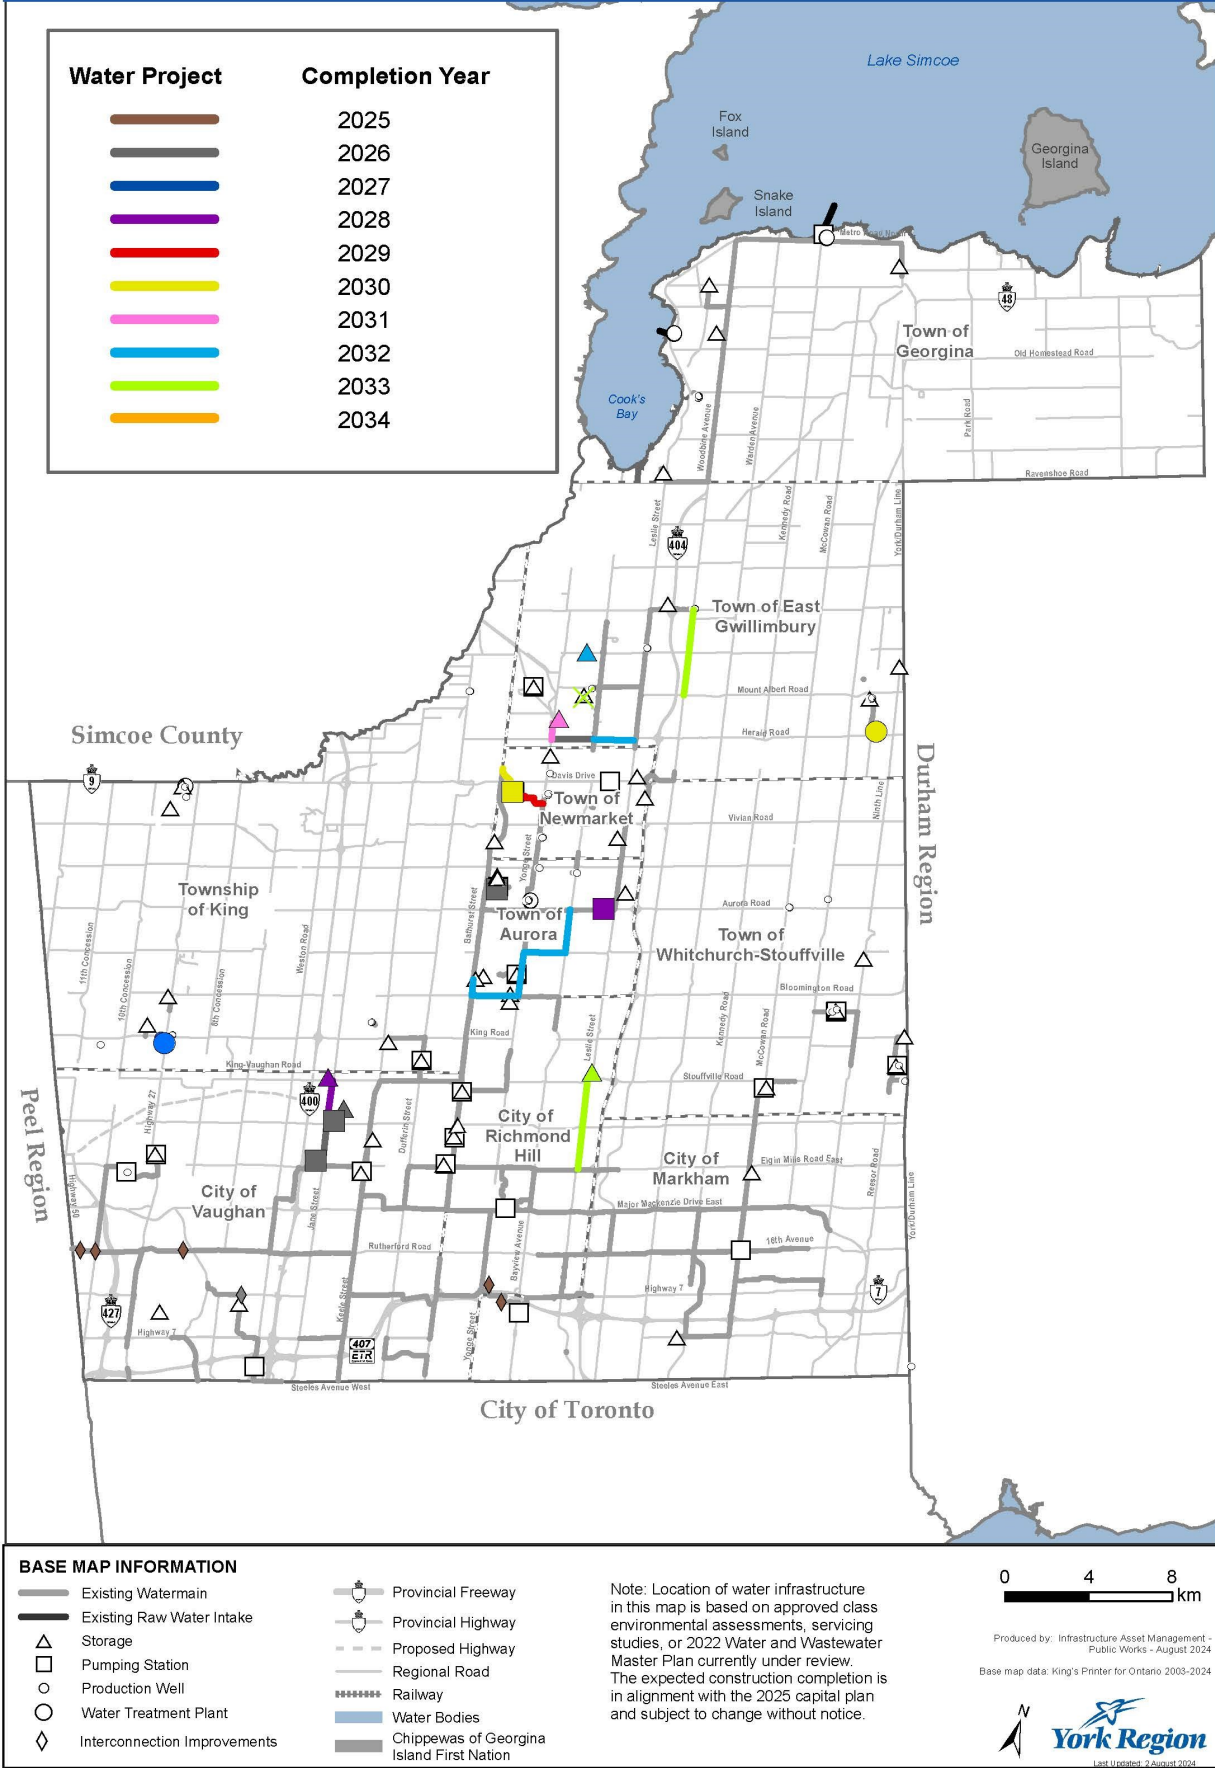 Water Project Completion Year
2025
2026
2027
2028
2029
2030
2031
2032
2033
2034
Lake Simcoe
Fox
Island
Georgina
Island
Snake
Island
Metro Road North
48
Town of
Georgina
Old Homestead Road
Cook's
Bay
Woodbine Avenue
Warden Avenue
Park Road
Ravenshoe Road
Leslie Street
404
Kennedy Road
McCowan Road
York/Durham Line
Town of East
Gwillimbury
Mount Albert Road
Herald Road
Simcoe County
9
Davis Drive
Town of
Newmarket
Vivian Road
Ninth Line
Durham Region
Yonge Street
Township
of King
Bathurst Street
Town of
Aurora
Aurora Road
Town of
Whitchurch-Stouffville
Bloomington Road
11th Concession
10th Concession
8th Concession
Weston Road
King Road
Leslie Street
Kennedy Road
McCowan Road
King-Vaughan Road
Stouffville Road
Peel Region
Highway 27
400
Dufferin Street
City of
Richmond
Hill
City of
Markham
Elgin Mills Road East
Reesor Road
Highway 50
City of
Vaughan
Jane Street
Major Mackenzie Drive East
York/Durham Line
Rutherford Road
Bayview Avenue
16th Avenue
Keele Street
Highway 7
7
427
Highway 7
407
ETR
Yonge Street
Steeles Avenue West
Steeles Avenue East
City of Toronto
BASE MAP INFORMATION
Existing Watermain
Existing Raw Water Intake
Storage
Pumping Station
Production Well
Water Treatment Plant
Interconnection Improvements
Provincial Freeway
Provincial Highway
Proposed Highway
Regional Road
Railway
Water Bodies
Chippewas of Georgina
Island First Nation
Note: Location of water infrastructure
in this map is based on approved class
environmental assessments, servicing
studies, or 2022 Water and Wastewater
Master Plan currently under review.
The expected construction completion is
in alignment with the 2025 capital plan
and subject to change without notice.
0 4 8
km
Produced by: Infrastructure Asset Management -
Public Works - August 2024
Base map data: King's Printer for Ontario 2003-2024
N
York Region
Last Updated: 2 August 2024